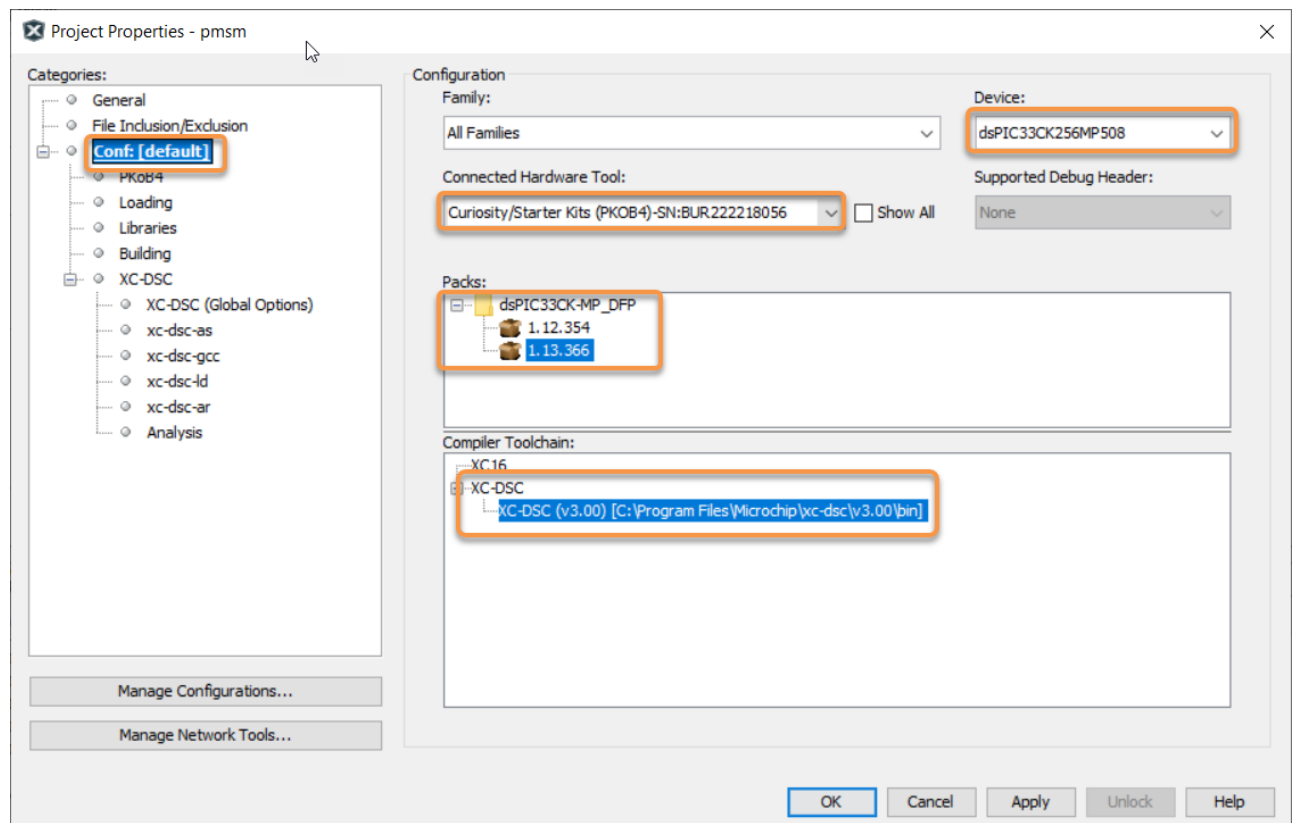 Project Properties - pmsm
Categories:
General
File Inclusion/Exclusion
Conf: [default]
PKoB4
Loading
Libraries
Building
XC-DSC
XC-DSC (Global Options)
xc-dsc-as
xc-dsc-gcc
xc-dsc-ld
xc-dsc-ar
Analysis
Manage Configurations...
Manage Network Tools...
Configuration
Family:
Device:
All Families
dsPIC33CK256MP508
Connected Hardware Tool:
Supported Debug Header:
Curiosity/Starter Kits (PKOB4)-SN:BUR222218056
Show All
None
Packs:
dsPIC33CK-MP_DFP
1.12.354
1.13.366
Compiler Toolchain:
XC16
XC-DSC
XC-DSC (v3.00) [C:\Program Files\Microchip\xc-dsc\v3.00\bin]
OK
Cancel
Apply
Unlock
Help